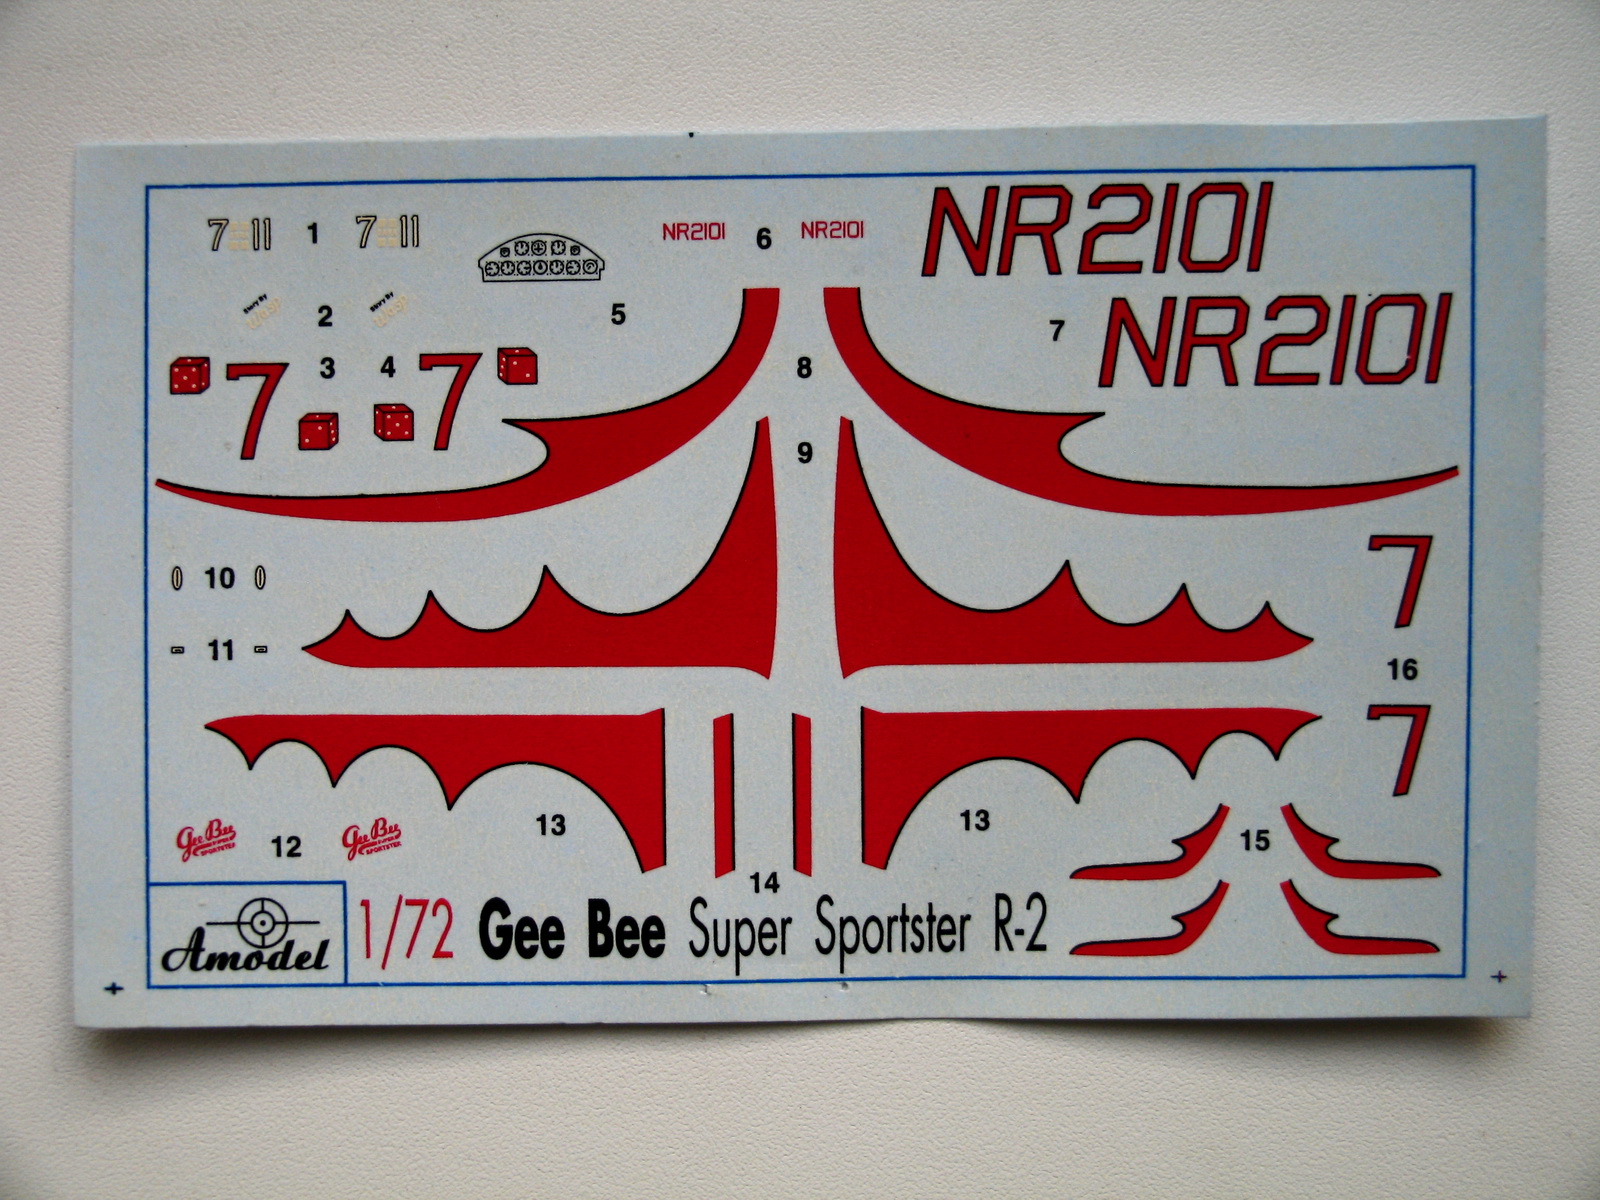 7 11 1 7 11
NR2101 6 NR2101
NR2101
2
5
7 NR2101
7 3 4 7
8
9
10
11
7
16
7
13
13
Gee Bee SPORTSTER 12 Gee Bee SPORTSTER
14
15
Amodel
1/72 Gee Bee Super Sportster R-2